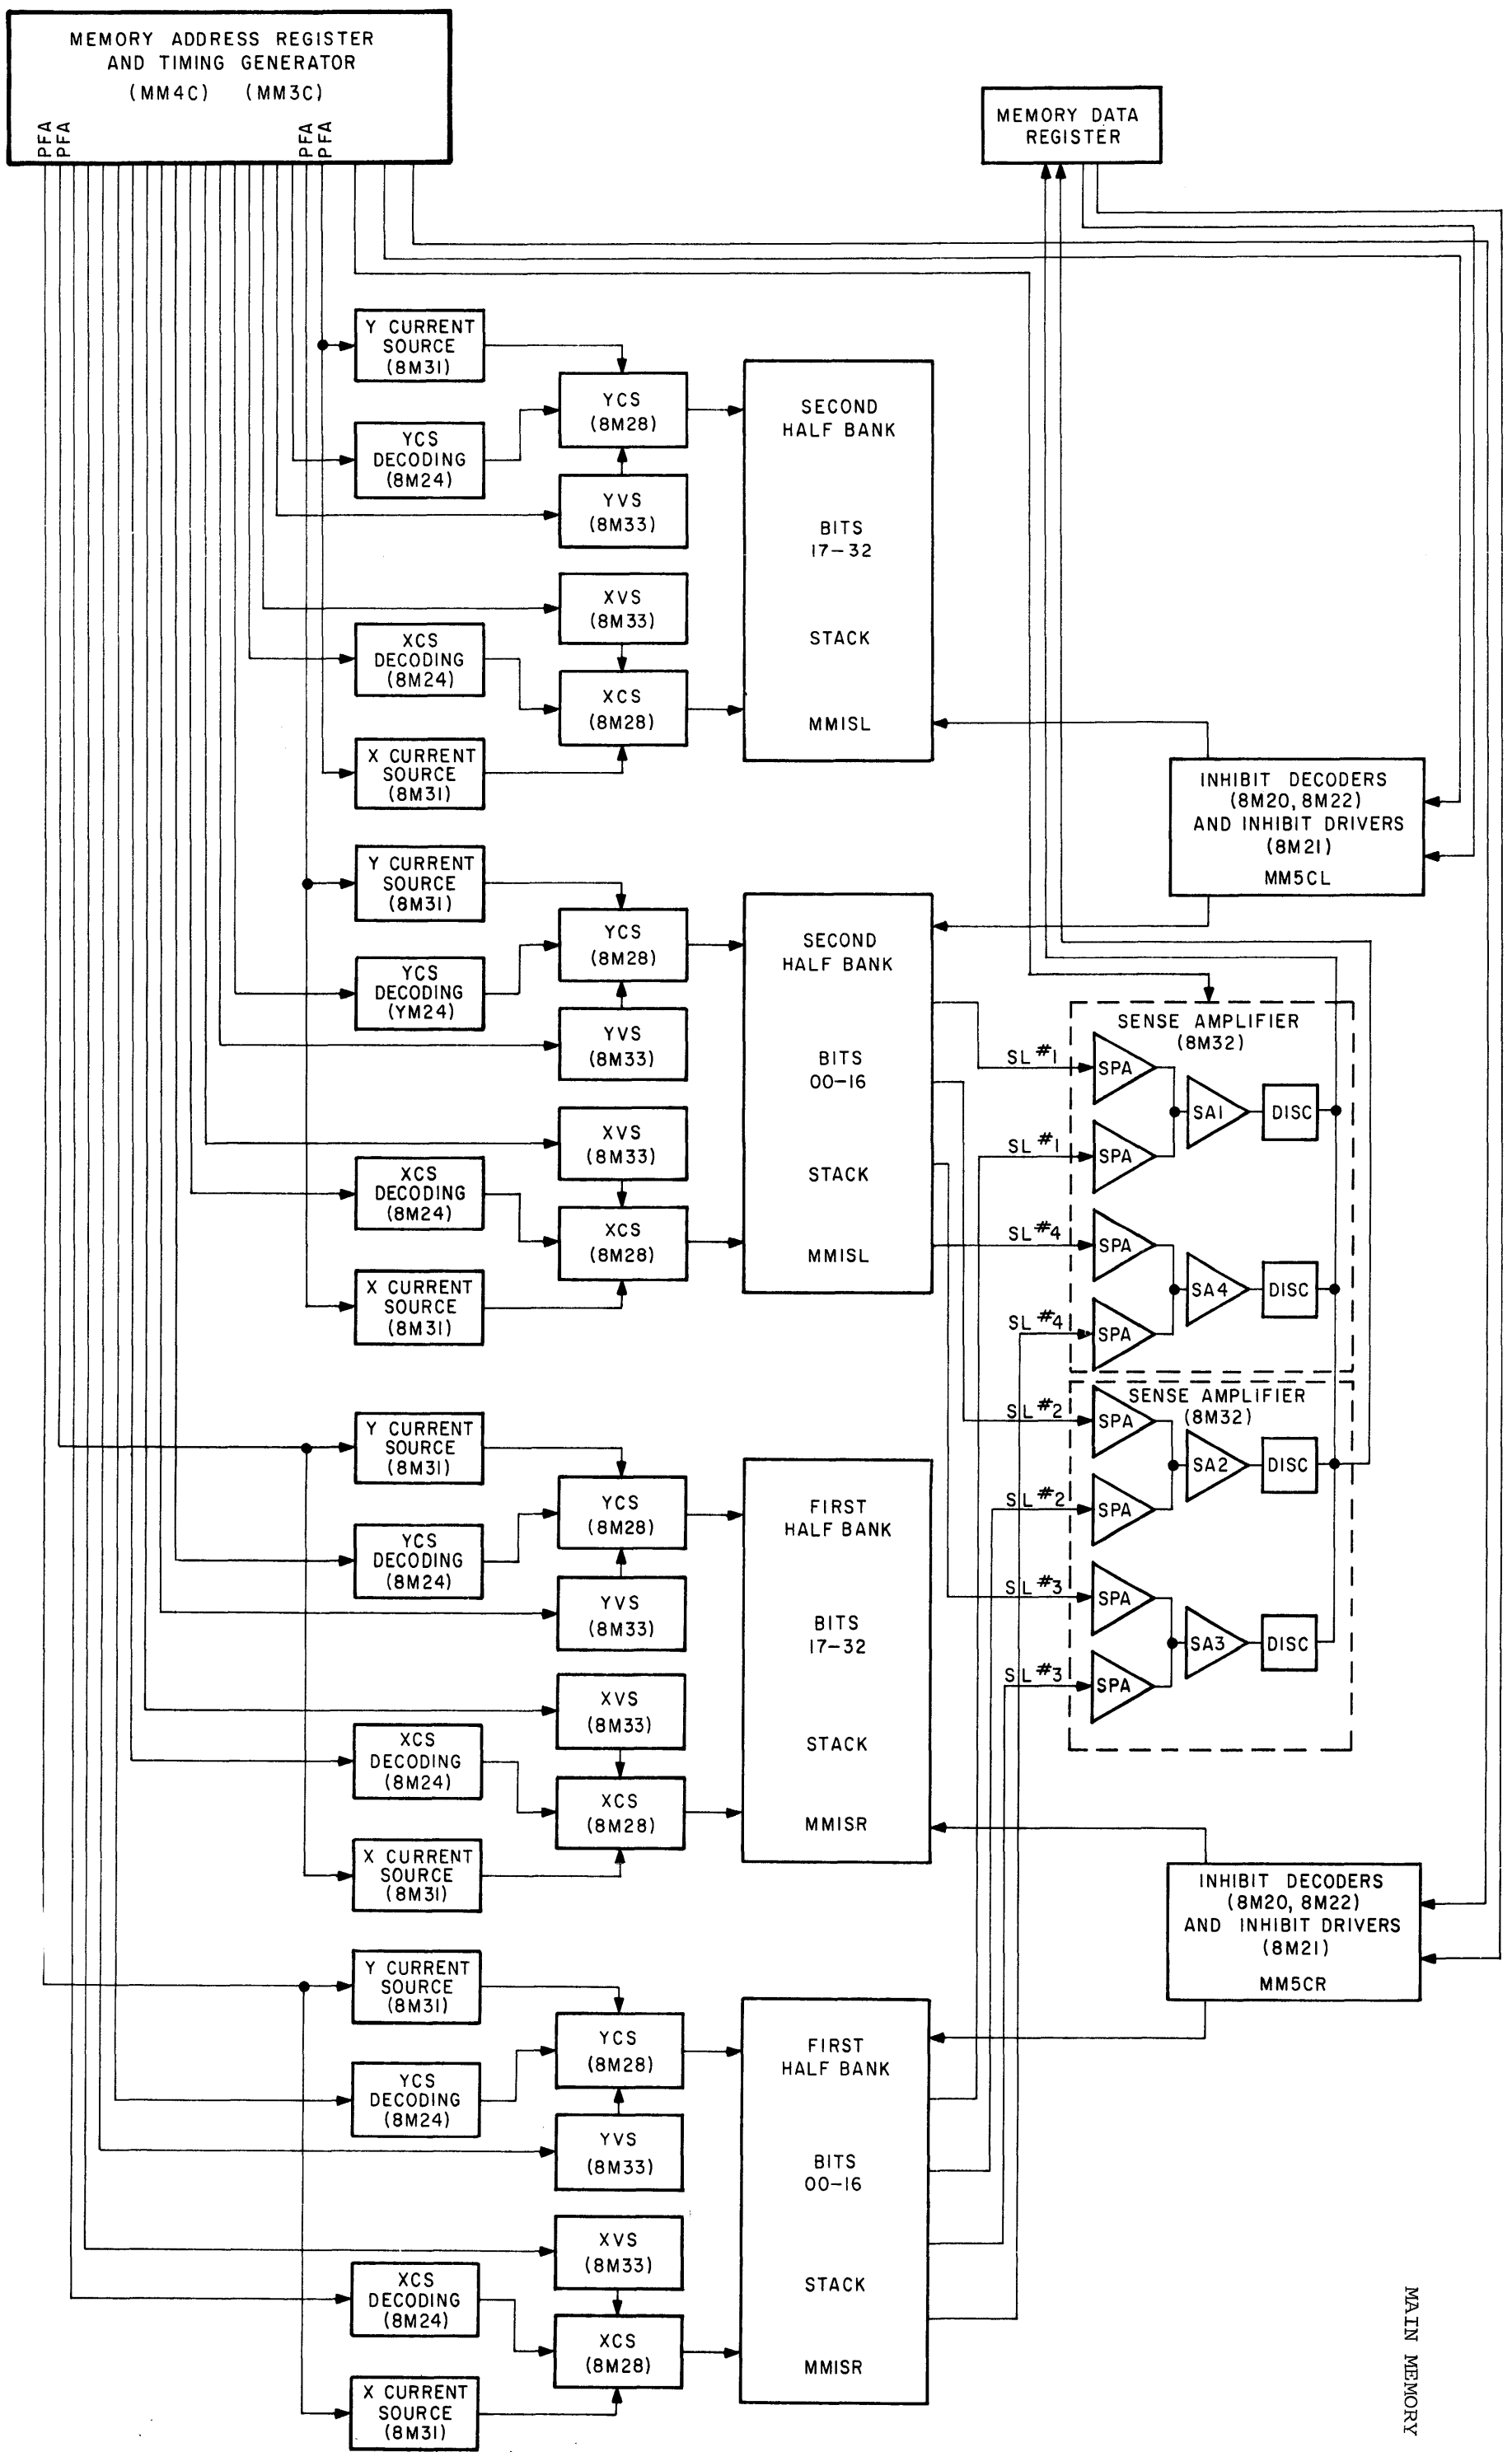 MEMORY ADDRESS REGISTER
AND TIMING GENERATOR
(MM4C) (MM3C)
PFA
PFA
PFA
PFA
MEMORY DATA
REGISTER
Y CURRENT
SOURCE
(8M31)
YCS
(8M28)
YCS
DECODING
(8M24)
YVS
(8M33)
XVS
(8M33)
XCS
DECODING
(8M24)
XCS
(8M28)
X CURRENT
SOURCE
(8M31)
SECOND
HALF BANK
BITS
17-32
STACK
MMISL
INHIBIT DECODERS
(8M20, 8M22)
AND INHIBIT DRIVERS
(8M21)
MM5CL
Y CURRENT
SOURCE
(8M31)
YCS
(8M28)
YCS
DECODING
(YM24)
YVS
(8M33)
XVS
(8M33)
XCS
DECODING
(8M24)
XCS
(8M28)
X CURRENT
SOURCE
(8M31)
SECOND
HALF BANK
BITS
00-16
STACK
MMISL
SENSE AMPLIFIER
(8M32)
SL #1
SPA
SA1
DISC
SL #1
SPA
SL #4
SPA
SA4
DISC
SL #4
SPA
SENSE AMPLIFIER
(8M32)
SL #2
SPA
SA2
DISC
SL #2
SPA
SL #3
SPA
SA3
DISC
SL #3
SPA
Y CURRENT
SOURCE
(8M31)
YCS
(8M28)
YCS
DECODING
(8M24)
YVS
(8M33)
XVS
(8M33)
XCS
DECODING
(8M24)
XCS
(8M28)
X CURRENT
SOURCE
(8M31)
FIRST
HALF BANK
BITS
17-32
STACK
MMISR
INHIBIT DECODERS
(8M20, 8M22)
AND INHIBIT DRIVERS
(8M21)
MM5CR
Y CURRENT
SOURCE
(8M31)
YCS
(8M28)
YCS
DECODING
(8M24)
YVS
(8M33)
XVS
(8M33)
XCS
DECODING
(8M24)
XCS
(8M28)
X CURRENT
SOURCE
(8M31)
FIRST
HALF BANK
BITS
00-16
STACK
MMISR
MAIN MEMORY